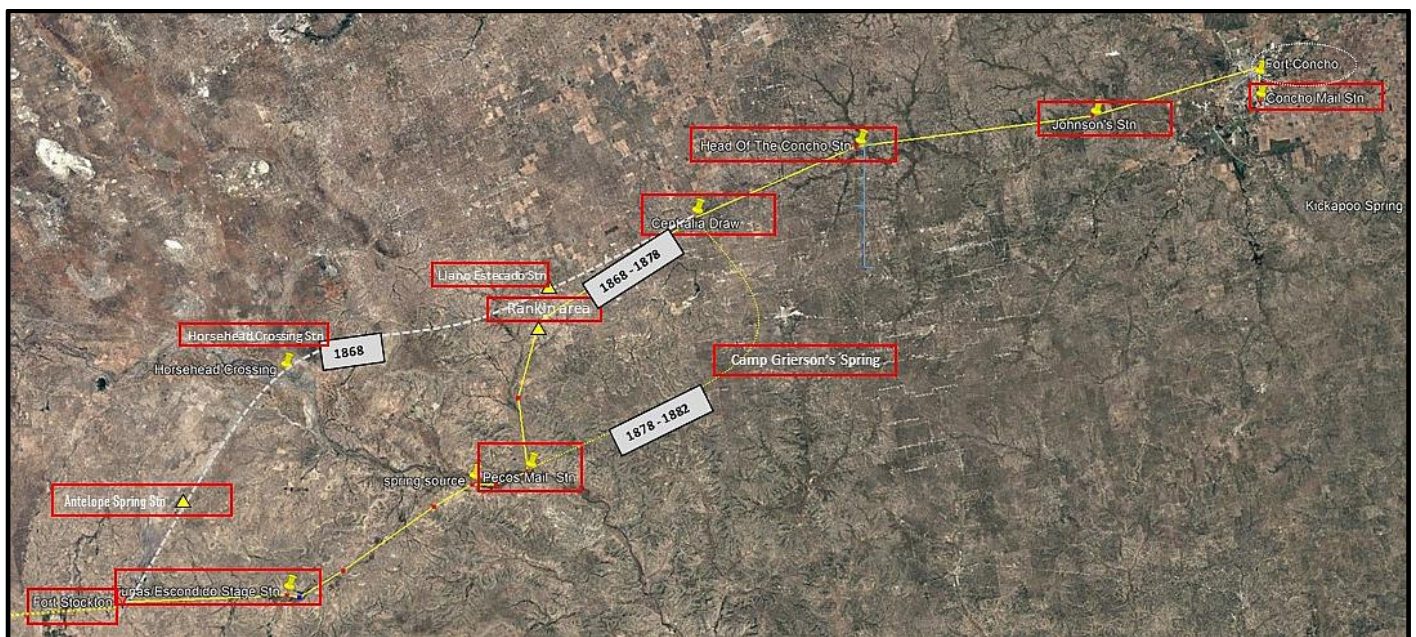 Fort Concho
Concho Mail Stn
Johnson's Stn
Head Of The Concho Stn
Kickapoo Spring
Centralia Draw
1868 - 1878
Llano Estecado Stn
Rankin area
Horsehead Crossing Stn
1868
Horsehead Crossing
Camp Grierson's Spring
1878 - 1882
spring source
Pecos Mail Stn
Antelope Spring Stn
unas/Escondido Stage Stn
Fort Stockton